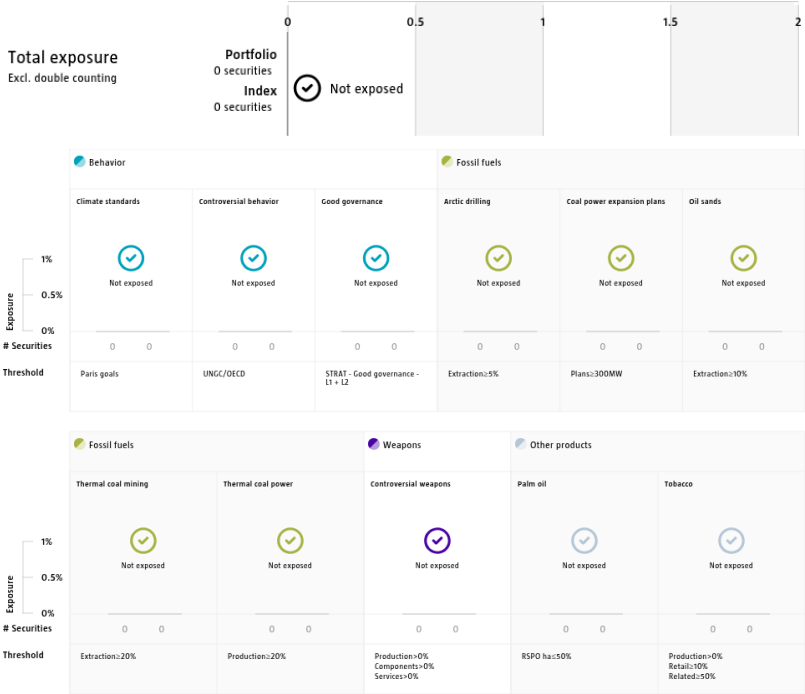 0 0.5 1 1.5 2
Total exposure
Excl. double counting
Portfolio
0 securities
Index
0 securities
Not exposed
Behavior Fossil fuels
Climate standards Controversial behavior Good governance Arctic drilling Coal power expansion plans Oil sands
Not exposed Not exposed Not exposed Not exposed Not exposed Not exposed
Exposure
1%
0.5%
0%
# Securities 0 0 0 0 0 0 0 0 0 0 0 0
Threshold Paris goals UNGC/OECD STRAT - Good governance - Extraction≥5% Plans≥300MW Extraction≥10%
L1 + L2
Fossil fuels Weapons Other products
Thermal coal mining Thermal coal power Controversial weapons Palm oil Tobacco
Not exposed Not exposed Not exposed Not exposed Not exposed
Exposure
1%
0.5%
0%
# Securities 0 0 0 0 0 0 0 0 0 0
Threshold Extraction≥20% Production≥20% Production>0% RSPO ha≤50% Production>0%
Components>0% Retail≥10%
Services>0% Related≥50%